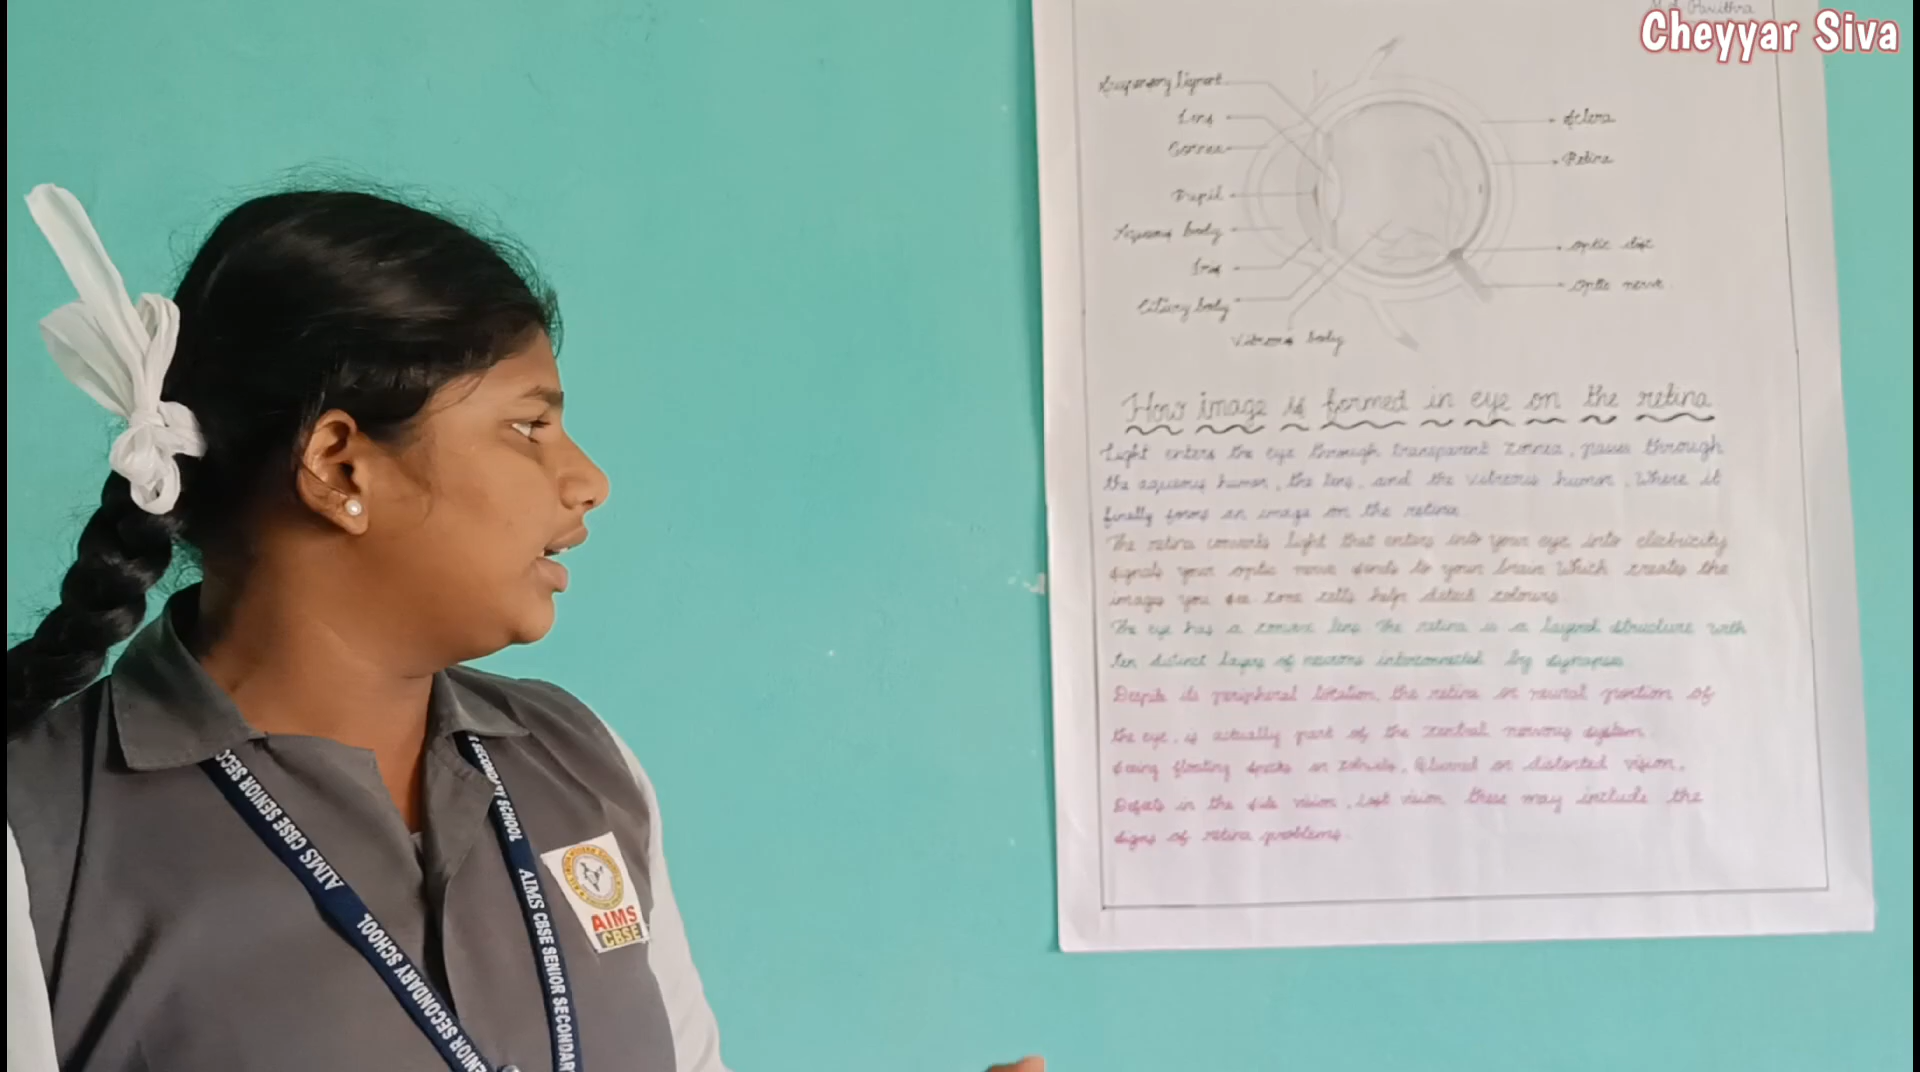 Cheyyar Siva
Pavithra
Lens
Sclera
Cornea
Retina
Pupil
body
Iris
optic
Ciliary body
optic nerve
Vitreous body
How image is formed in eye on the retina
Light enters the eye through transparent cornea, passes through
the aqueous humor, the lens, and the vitreous humor, Where it
finally forms an image on the retina.
The retina converts light that enters into your eye into electricity
signals your optic nerve sends to your brain Which creates the
images you see cone cells help detect colours
The eye has a convex lens The retina is a layered structure with
ten distinct layers of neurons interconnected by synapses
Despite its peripheral location, the retina or neural portion of
the eye, is actually part of the central nervous system.
Seeing floating specks or Blurred or distorted vision,
in the side vision, Lost vision these may include the
signs of retina problems.
AIMS CBSE SENIOR SECONDARY SCHOOL
AIMS CBSE SENIOR SECONDAR
SECONDARY SCHOOL
AIMS
CBSE